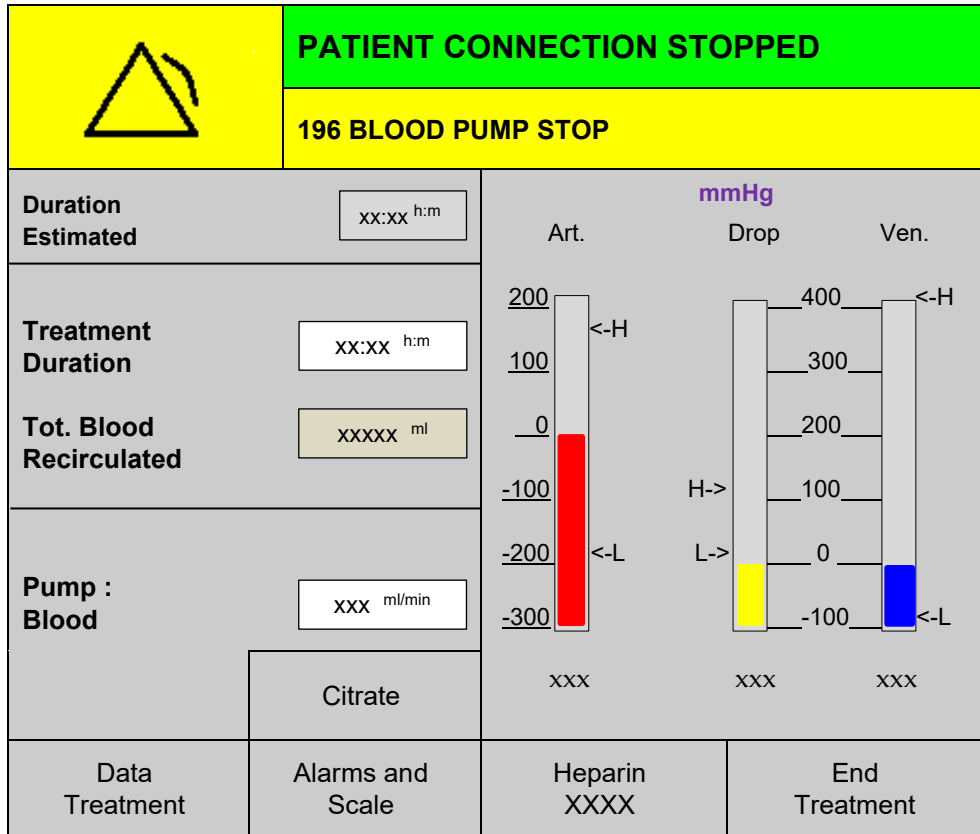 PATIENT CONNECTION STOPPED
196 BLOOD PUMP STOP
Duration
Estimated
xx:xx h:m
Treatment
Duration
xx:xx h:m
Tot. Blood
Recirculated
xxxxx ml
Pump :
Blood
xxx ml/min
mmHg
Art. Drop Ven.
200 400 <-H
<-H
100 300
0 200
-100 H-> 100
-200 <-L L-> 0
-300 -100 <-L
xxx xxx xxx
Citrate
Data
Treatment
Alarms and
Scale
Heparin
XXXX
End
Treatment